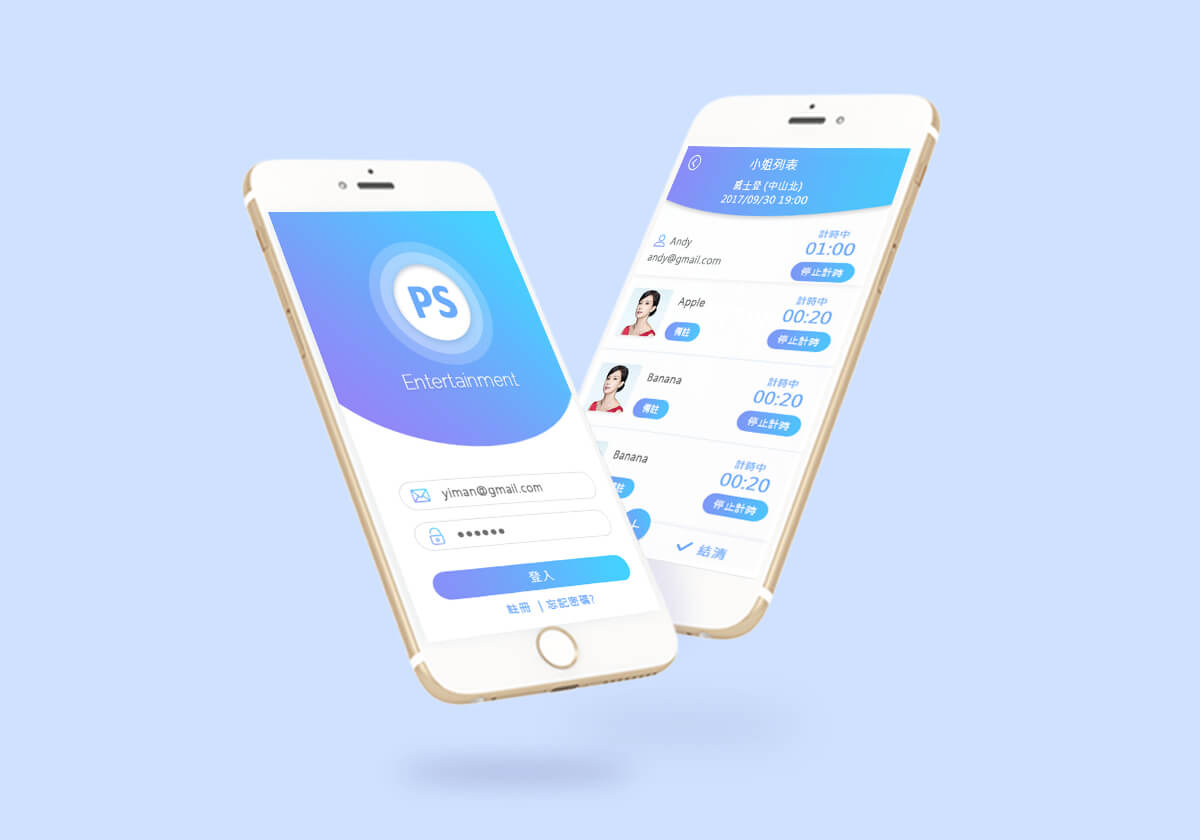 PS
Entertainment
yiman@gmail.com
登入
註冊 | 忘記密碼?
小姐列表
威士登 (中山北)
2017/09/30 19:00
Andy
andy@gmail.com
計時中
01:00
停止計時
Apple
備註
計時中
00:20
停止計時
Banana
備註
計時中
00:20
停止計時
Banana
註
計時中
00:20
停止計時
結清